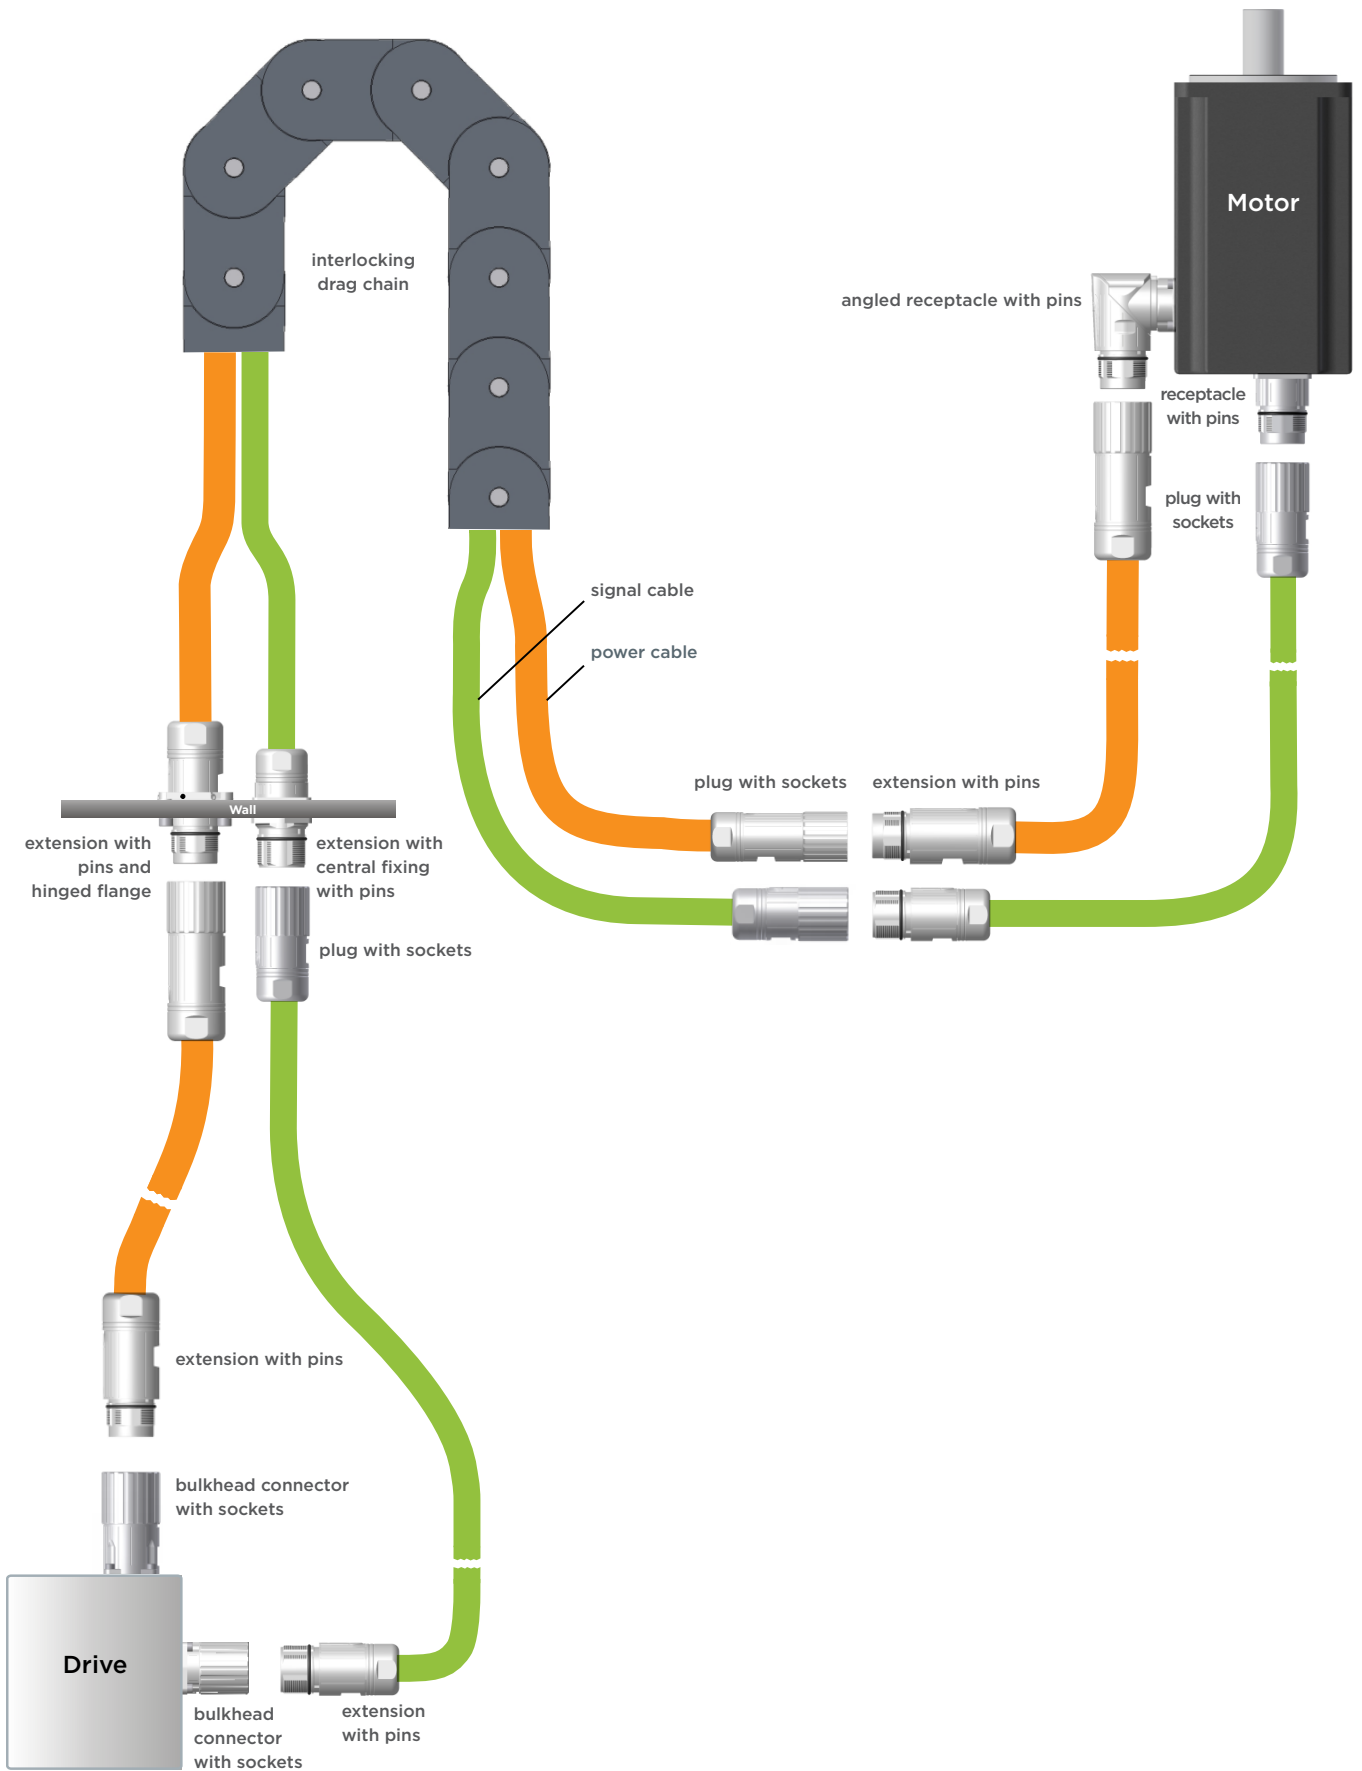 Motor
interlocking
drag chain
angled receptacle with pins
receptacle
with pins
plug with
sockets
signal cable
power cable
plug with sockets
extension with pins
Wall
extension with
pins and
hinged flange
extension with
central fixing
with pins
plug with sockets
extension with pins
bulkhead connector
with sockets
Drive
bulkhead
connector
with sockets
extension
with pins